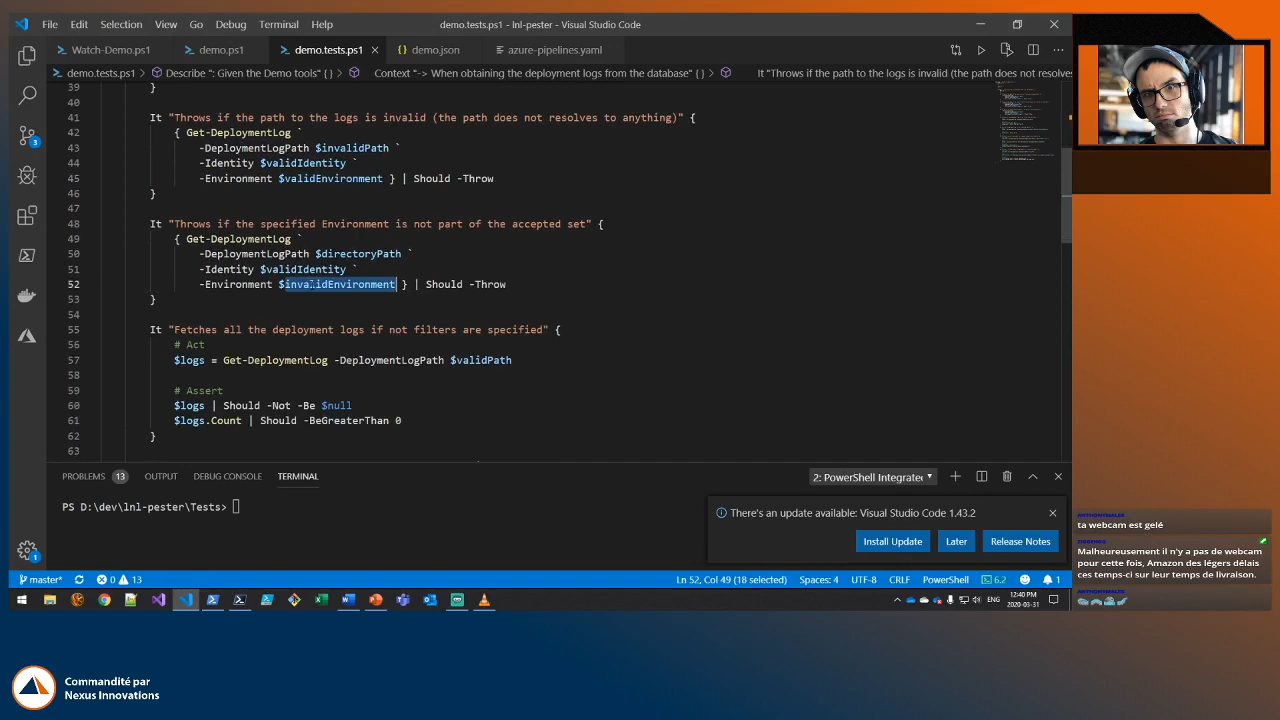 File Edit Selection View Go Debug Terminal Help demo.tests.ps1 - lnl-pester - Visual Studio Code
Watch-Demo.ps1 demo.ps1 demo.tests.ps1 demo.json azure-pipelines.yaml
demo.tests.ps1 > Describe ": Given the Demo tools" { } > Context "-> When obtaining the deployment logs from the database" { } > It "Throws if the path to the logs is invalid (the path does not resolves
39 }
40
41 It "Throws if the path to the logs is invalid (the path does not resolves to anything)" {
42 { Get-DeploymentLog `
43 -DeploymentLogPath $invalidPath `
44 -Identity $validIdentity `
45 -Environment $validEnvironment } | Should -Throw
46 }
47
48 It "Throws if the specified Environment is not part of the accepted set" {
49 { Get-DeploymentLog `
50 -DeploymentLogPath $directoryPath `
51 -Identity $validIdentity `
52 -Environment $invalidEnvironment } | Should -Throw
53 }
54
55 It "Fetches all the deployment logs if not filters are specified" {
56 # Act
57 $logs = Get-DeploymentLog -DeploymentLogPath $validPath
58
59 # Assert
60 $logs | Should -Not -Be $null
61 $logs.Count | Should -BeGreaterThan 0
62 }
63
PROBLEMS 13 OUTPUT DEBUG CONSOLE TERMINAL 2: PowerShell Integrate
PS D:\dev\lnl-pester\Tests>
There's an update available: Visual Studio Code 1.43.2
Install Update Later Release Notes
3
1
master* 0 13 Ln 52, Col 49 (18 selected) Spaces: 4 UTF-8 CRLF PowerShell 6.2 1
ENG 12:40 PM
2020-03-31
ta webcam est gelé
Malheureusement il n'y a pas de webcam
pour cette fois, Amazon des légers délais
ces temps-ci sur leur temps de livraison.
Commandité par
Nexus Innovations